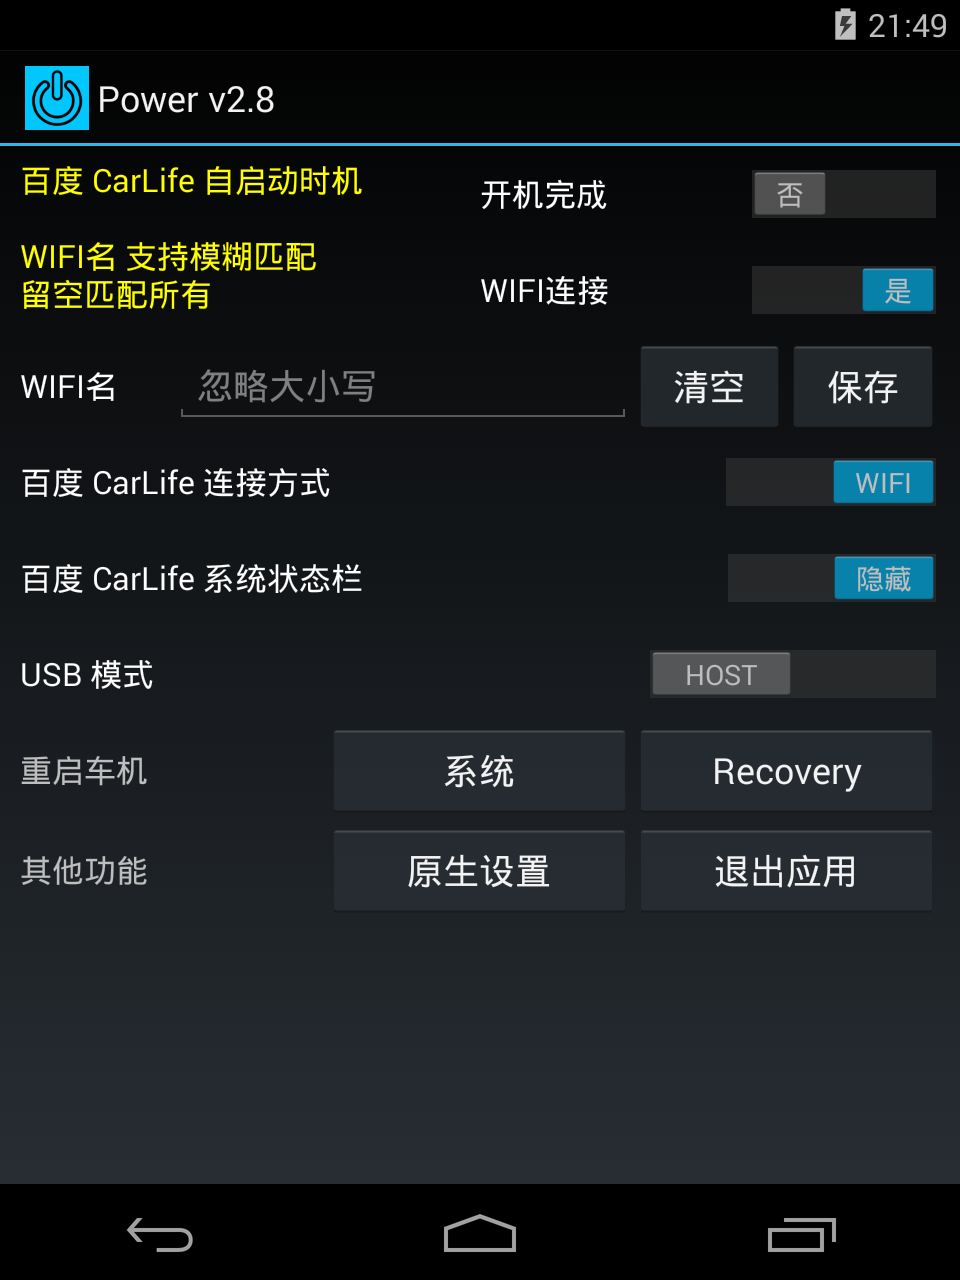 21:49
Power v2.8
百度 CarLife 自启动时机
开机完成
否
WIFI名 支持模糊匹配
留空匹配所有
WIFI连接
是
WIFI名
忽略大小写
清空
保存
百度 CarLife 连接方式
WIFI
百度 CarLife 系统状态栏
隐藏
USB 模式
HOST
重启车机
系统
Recovery
其他功能
原生设置
退出应用